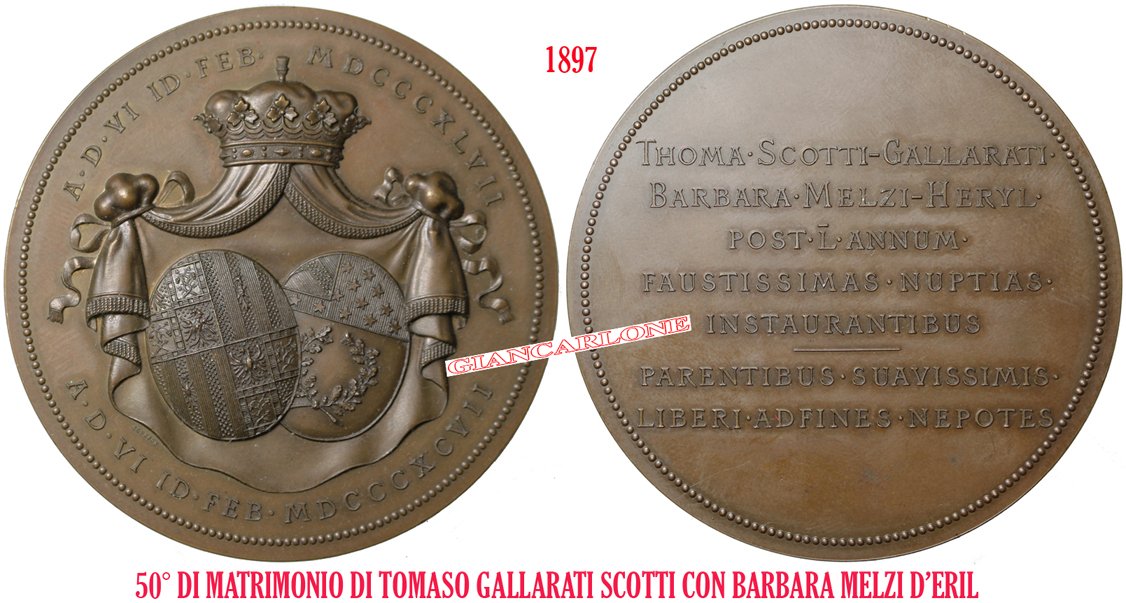 1897
A·D·VI ID·FEB· MDCCCXLVII
A·D·VI ID·FEB· MDCCCXCVII
THOMA·SCOTTI-GALLARATI·
BARBARA·MELZI-HERYL·
POST·L̄·ANNUM·
FAUSTISSIMAS·NUPTIAS·
INSTAURANTIBUS
PARENTIBUS·SUAVISSIMIS·
LIBERI·ADFINES·NEPOTES
GIANCARLONE
50° DI MATRIMONIO DI TOMASO GALLARATI SCOTTI CON BARBARA MELZI D'ERIL